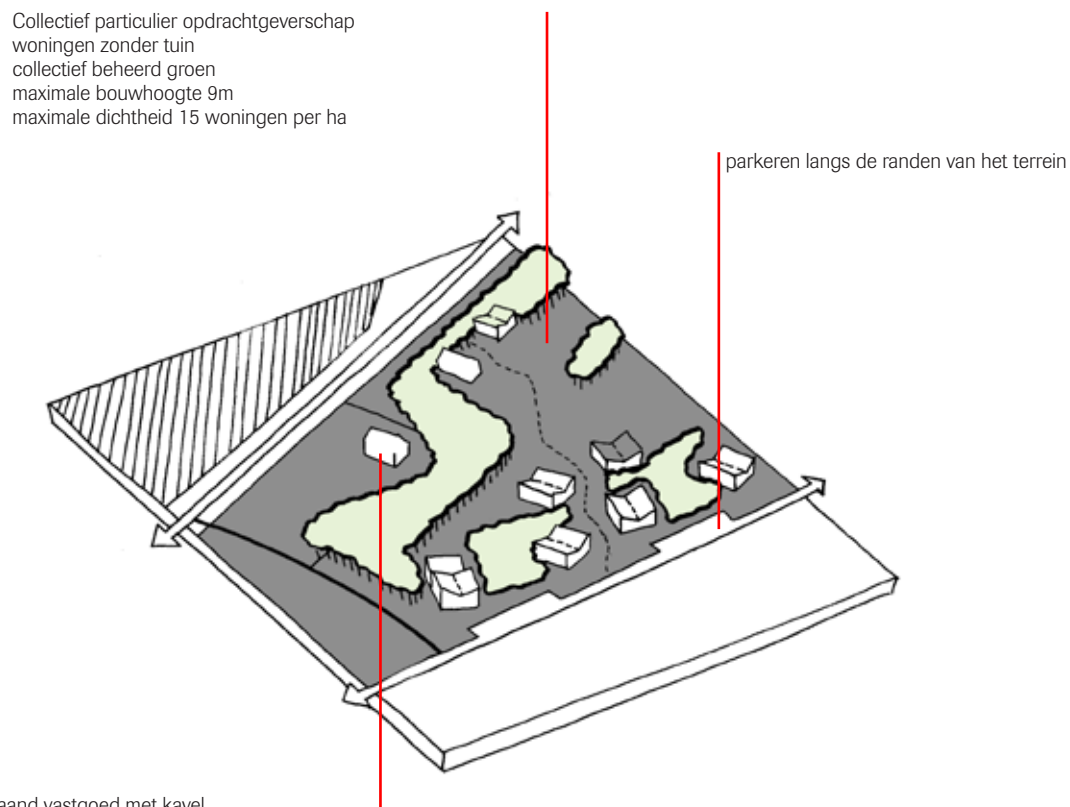 Collectief particulier opdrachtgeverschap
woningen zonder tuin
collectief beheerd groen
maximale bouwhoogte 9m
maximale dichtheid 15 woningen per ha
parkeren langs de randen van het terrein
vastgoed met kavel